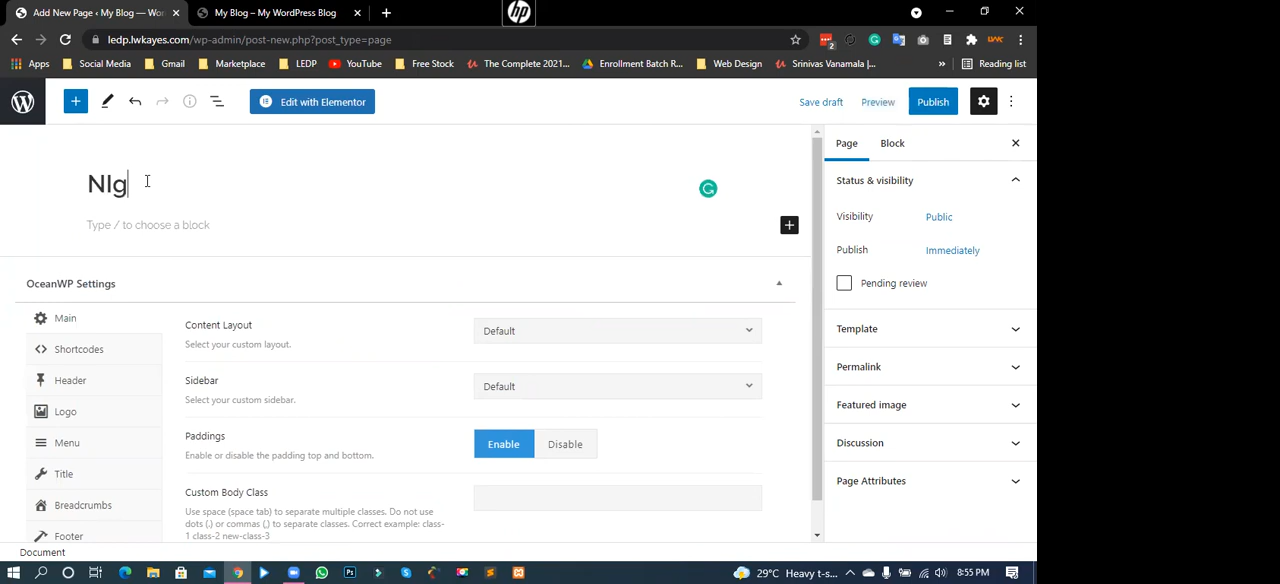 Add New Page ‹ My Blog — Wor
My Blog – My WordPress Blog
hp
ledp.lwkayes.com/wp-admin/post-new.php?post_type=page
2
Apps
Social Media
Gmail
Marketplace
LEDP
YouTube
Free Stock
The Complete 2021...
Enrollment Batch R...
Web Design
Srinivas Vanamala |...
»
Reading list
Edit with Elementor
Save draft
Preview
Publish
NIg
Type / to choose a block
Page
Block
Status & visibility
Visibility
Public
Publish
Immediately
Pending review
Template
Permalink
Featured image
Discussion
Page Attributes
OceanWP Settings
Main
Shortcodes
Header
Logo
Menu
Title
Breadcrumbs
Footer
Content Layout
Select your custom layout.
Default
Sidebar
Select your custom sidebar.
Default
Paddings
Enable or disable the padding top and bottom.
Enable
Disable
Custom Body Class
Use space (space tab) to separate multiple classes. Do not use
dots (.) or commas (,) to separate classes. Correct example: class-
1 class-2 new-class-3
Document
29°C Heavy t-s...
8:55 PM